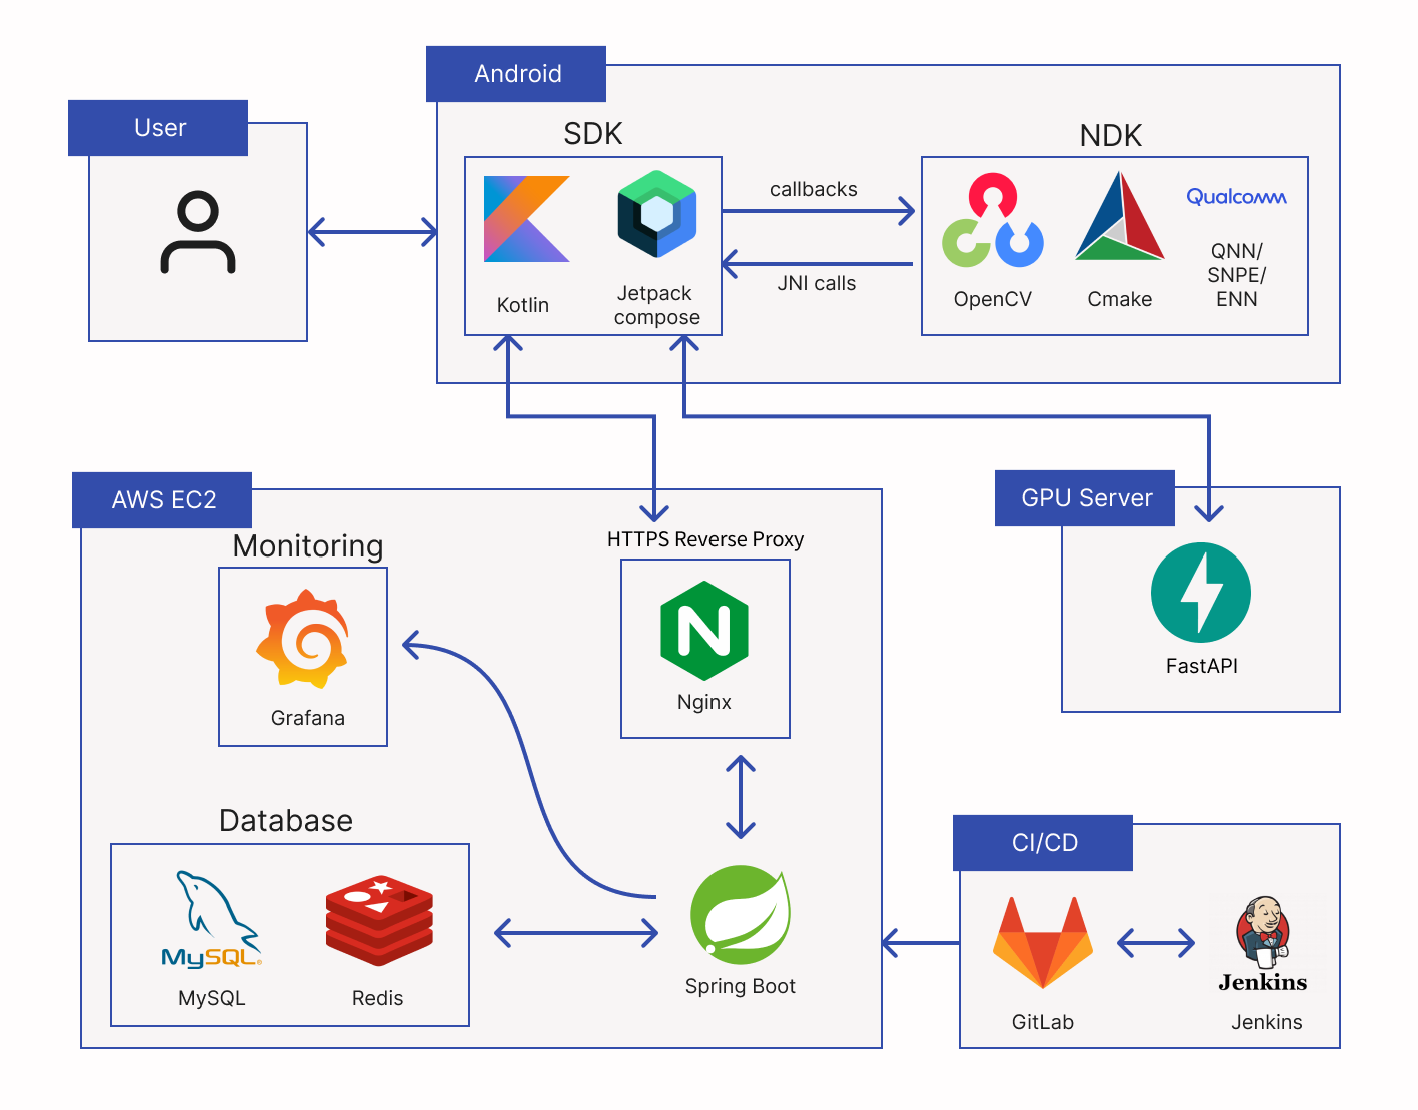 Android
User
SDK
NDK
callbacks
JNI calls
Kotlin
Jetpack
compose
OpenCV
Cmake
Qualcomm
QNN/
SNPE/
ENN
AWS EC2
GPU Server
Monitoring
HTTPS Reverse Proxy
Grafana
Nginx
FastAPI
Database
CI/CD
MySQL
MySQL
Redis
Spring Boot
GitLab
Jenkins
Jenkins